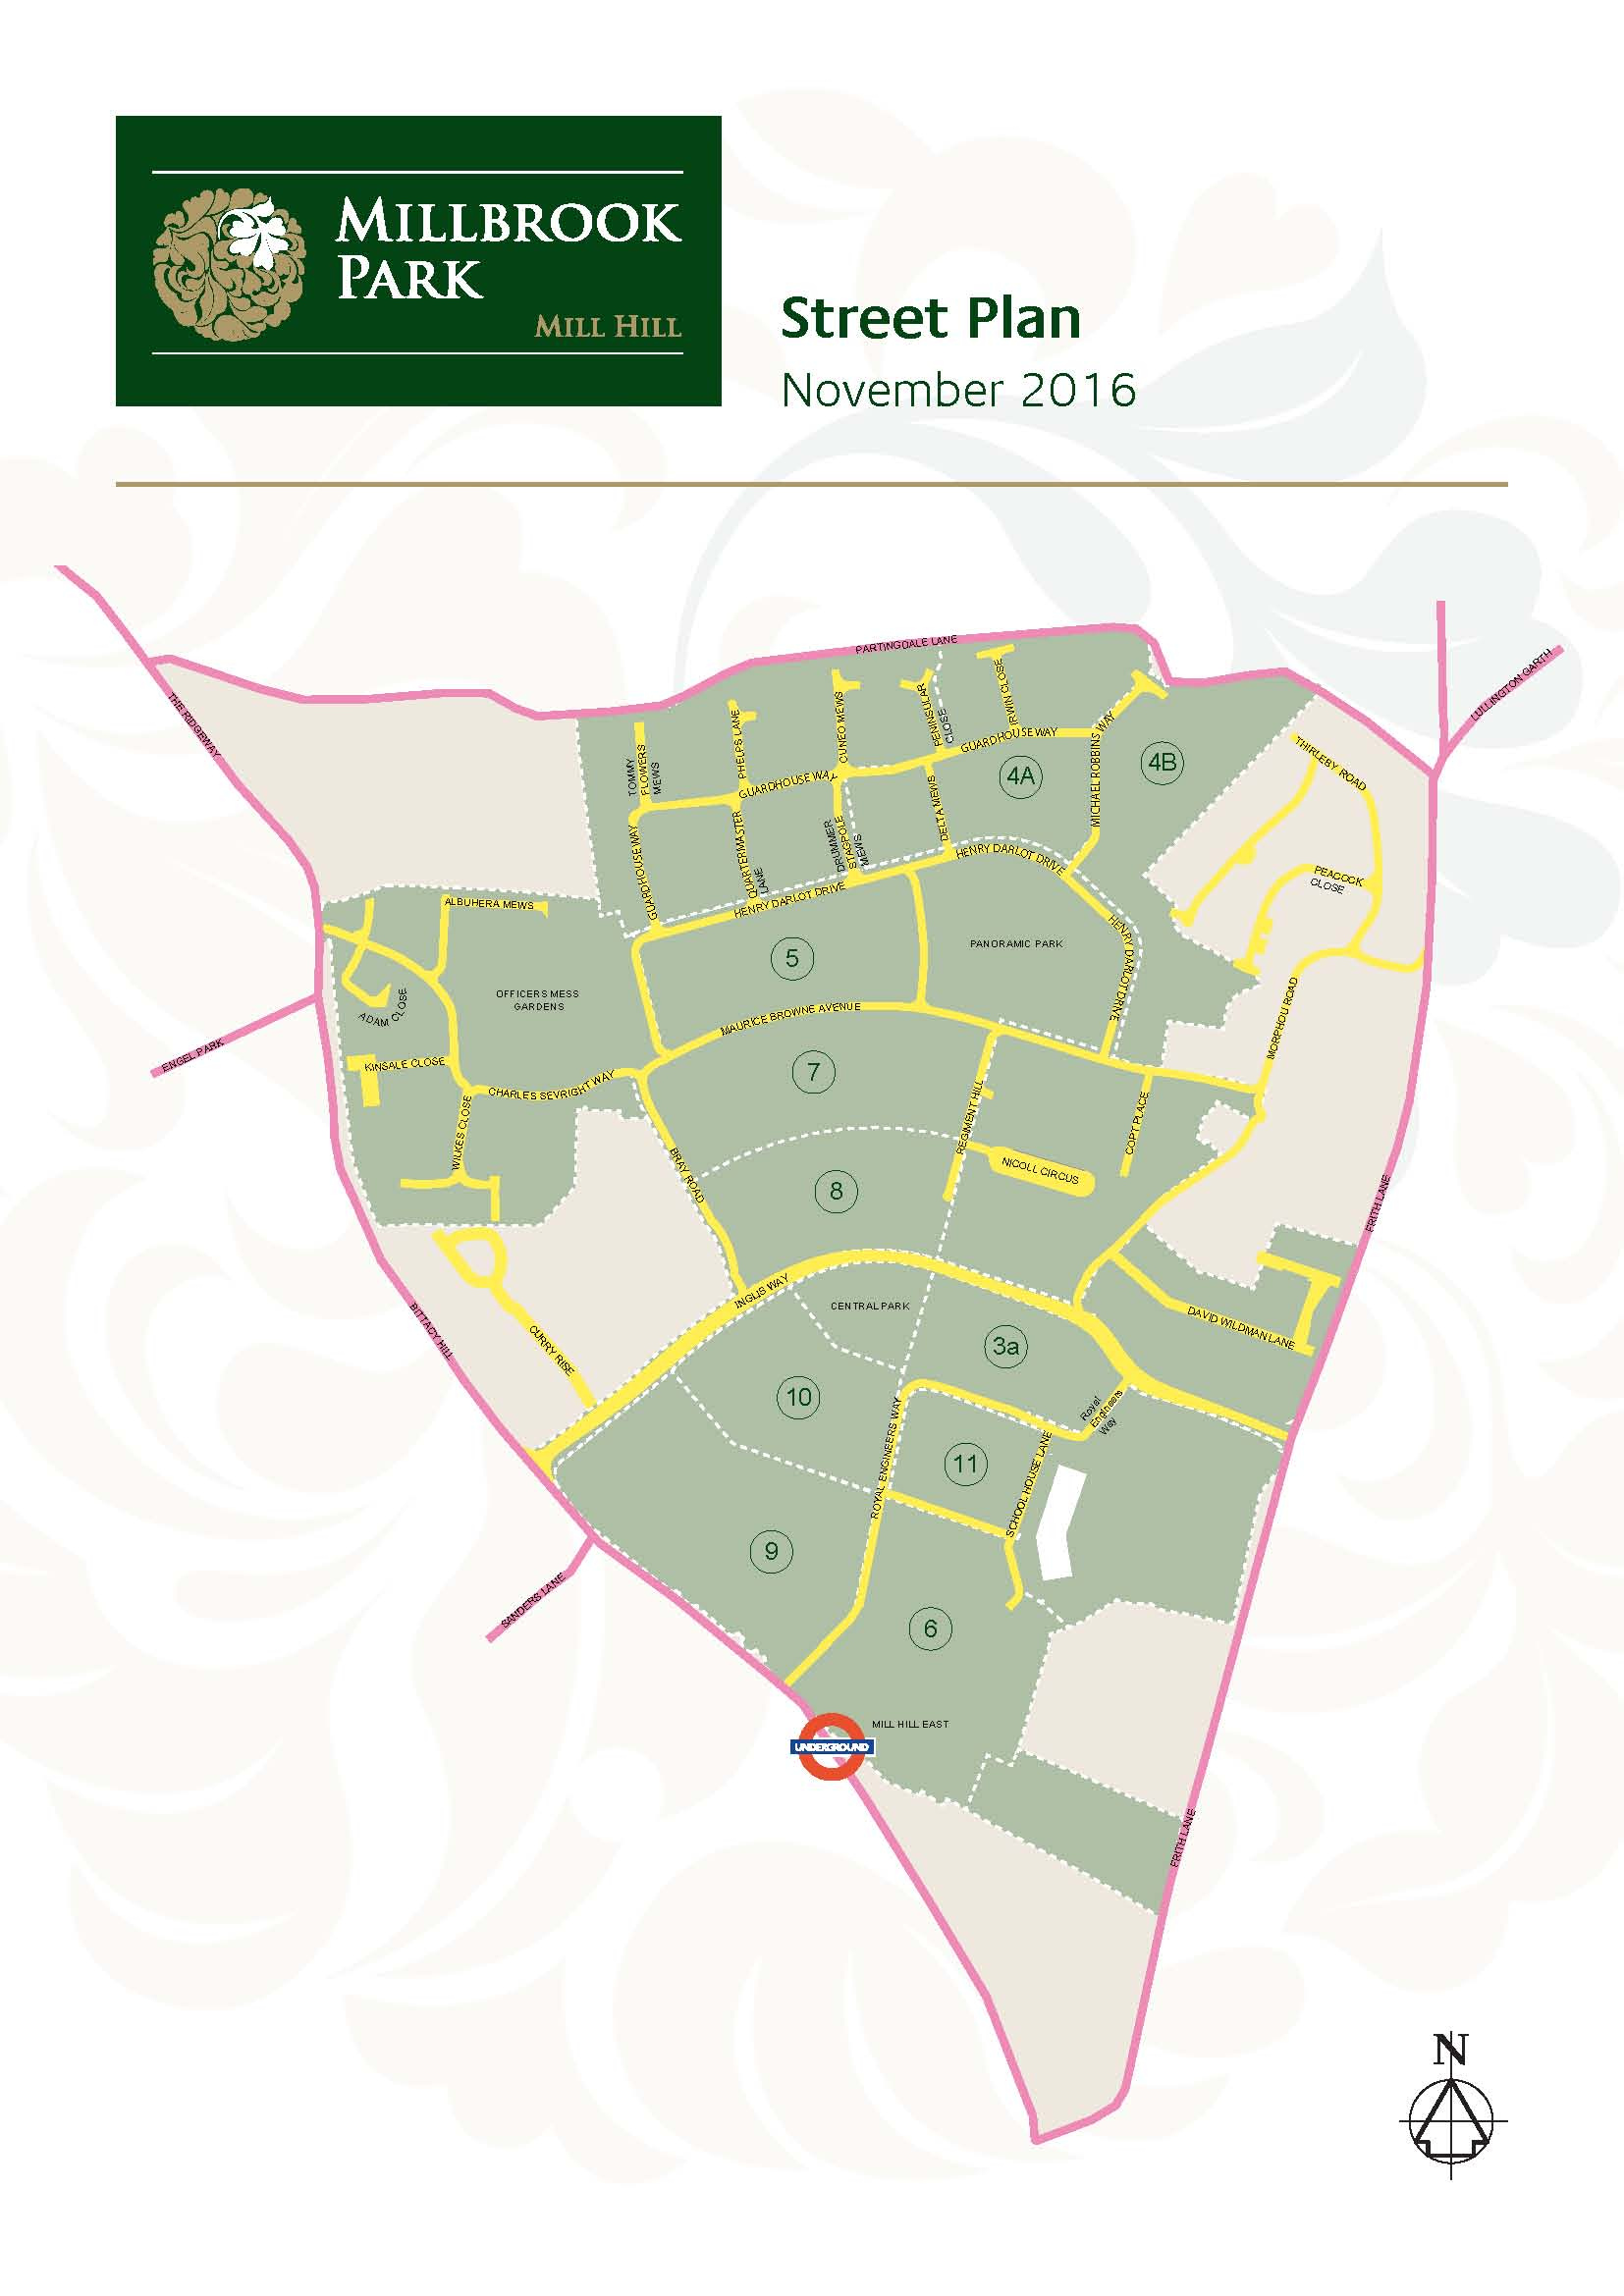 MILLBROOK
PARK
MILL HILL
Street Plan
November 2016
PARTINGDALE LANE
THE RIDGEWAY
LULLINGTON GARTH
TOMMY
FLOWERS
MEWS
PHELPS LANE
CUNEO MEWS
PENINSULAR
CLOSE
IRWIN CLOSE
GUARDHOUSE WAY
MICHAEL ROBBINS WAY
4A
4B
THIRLEBY ROAD
GUARDHOUSE WAY
GUARDHOUSE WAY
QUARTERMASTER
LANE
DRUMMER
STAGPOLE
MEWS
DELTA MEWS
HENRY DARLOT DRIVE
HENRY DARLOT DRIVE
PEACOCK
CLOSE
ALBUHERA MEWS
HENRY DARLOT DRIVE
5
PANORAMIC PARK
OFFICERS MESS
GARDENS
ADAM CLOSE
MAURICE BROWNE AVENUE
MORPHOU ROAD
ENGEL PARK
KINSALE CLOSE
CHARLES SEVRIGHT WAY
7
WILKES CLOSE
REGIMENT HILL
COPT PLACE
BRAY ROAD
NICOLL CIRCUS
8
FRITH LANE
INGLIS WAY
CENTRAL PARK
BITTACY HILL
CURRY RISE
3a
DAVID WILDMAN LANE
10
Royal
Engineers
Way
ROYAL ENGINEERS WAY
11
SCHOOL HOUSE LANE
9
SANDERS LANE
6
MILL HILL EAST
UNDERGROUND
FRITH LANE
N